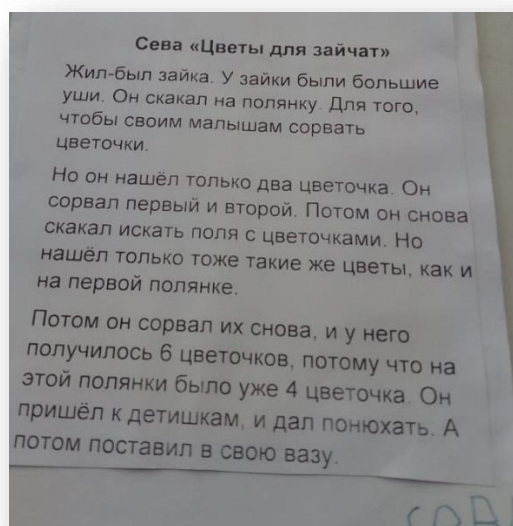 Сева «Цветы для зайчат»
Жил-был зайка. У зайки были большие
уши. Он скакал на полянку. Для того,
чтобы своим малышам сорвать
цветочки.
Но он нашёл только два цветочка. Он
сорвал первый и второй. Потом он снова
скакал искать поля с цветочками. Но
нашёл только тоже такие же цветы, как и
на первой полянке.
Потом он сорвал их снова, и у него
получилось 6 цветочков, потому что на
этой полянки было уже 4 цветочка. Он
пришёл к детишкам, и дал понюхать. А
потом поставил в свою вазу.